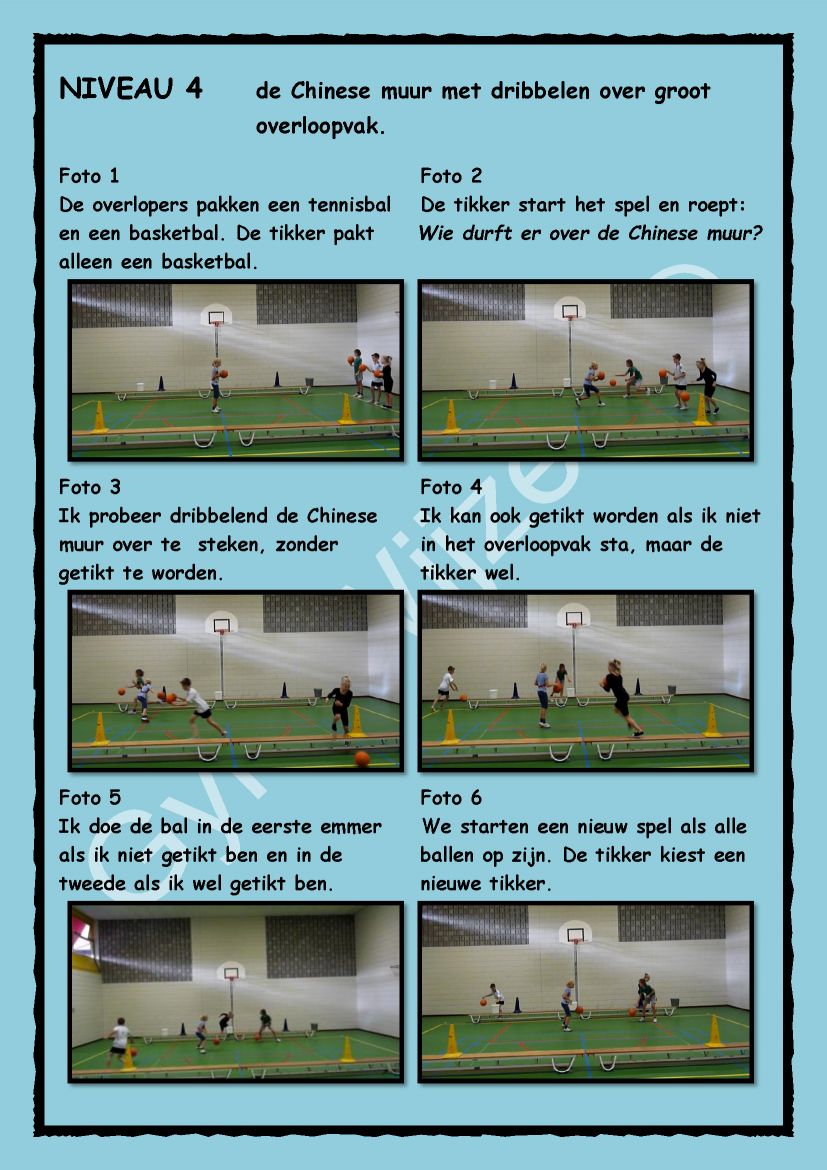 NIVEAU 4 de Chinese muur met dribbelen over groot
overloopvak.
Foto 1
De overlopers pakken een tennisbal
en een basketbal. De tikker pakt
alleen een basketbal.
Foto 2
De tikker start het spel en roept:
Wie durft er over de Chinese muur?
Foto 3
Ik probeer dribbelend de Chinese
muur over te steken, zonder
getikt te worden.
Foto 4
Ik kan ook getikt worden als ik niet
in het overloopvak sta, maar de
tikker wel.
Foto 5
Ik doe de bal in de eerste emmer
als ik niet getikt ben en in de
tweede als ik wel getikt ben.
Foto 6
We starten een nieuw spel als alle
ballen op zijn. De tikker kiest een
nieuwe tikker.